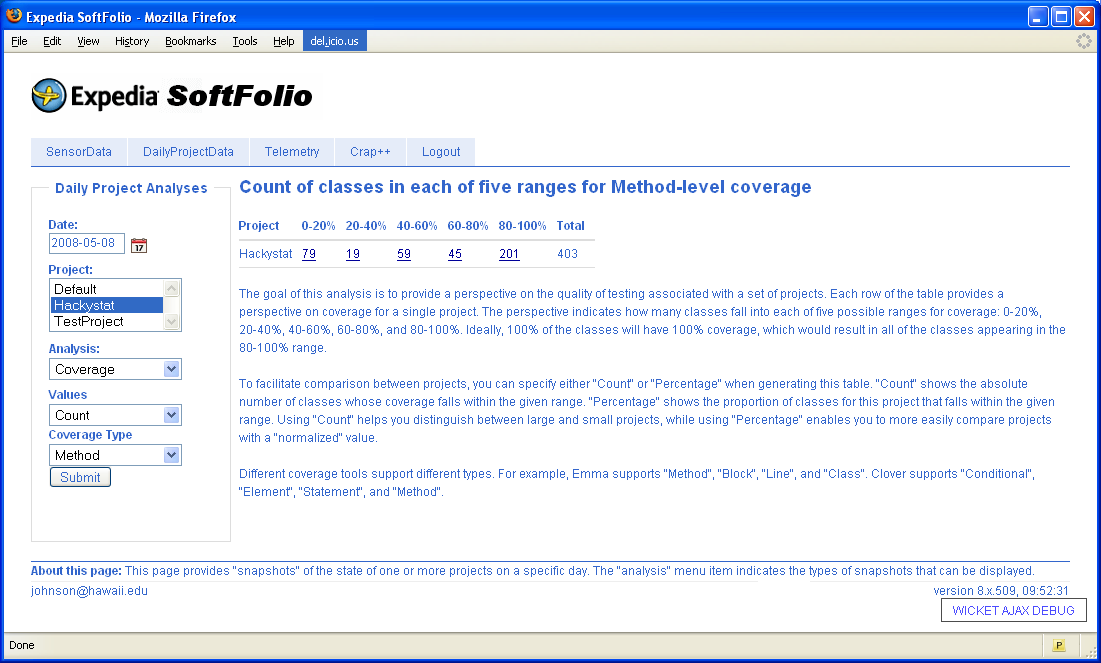 Expedia SoftFolio - Mozilla Firefox
File Edit View History Bookmarks Tools Help del.icio.us
Expedia SoftFolio
SensorData DailyProjectData Telemetry Crap++ Logout
Daily Project Analyses
Date:
2008-05-08
17
Project:
Default
Hackystat
TestProject
Analysis:
Coverage
Values
Count
Coverage Type
Method
Submit
Count of classes in each of five ranges for Method-level coverage
Project 0-20% 20-40% 40-60% 60-80% 80-100% Total
Hackystat 79 19 59 45 201 403
The goal of this analysis is to provide a perspective on the quality of testing associated with a set of projects. Each row of the table provides a
perspective on coverage for a single project. The perspective indicates how many classes fall into each of five possible ranges for coverage: 0-20%,
20-40%, 40-60%, 60-80%, and 80-100%. Ideally, 100% of the classes will have 100% coverage, which would result in all of the classes appearing in the
80-100% range.
To facilitate comparison between projects, you can specify either "Count" or "Percentage" when generating this table. "Count" shows the absolute
number of classes whose coverage falls within the given range. "Percentage" shows the proportion of classes for this project that falls within the given
range. Using "Count" helps you distinguish between large and small projects, while using "Percentage" enables you to more easily compare projects
with a "normalized" value.
Different coverage tools support different types. For example, Emma supports "Method", "Block", "Line", and "Class". Clover supports "Conditional",
"Element", "Statement", and "Method".
About this page: This page provides "snapshots" of the state of one or more projects on a specific day. The "analysis" menu item indicates the types of snapshots that can be displayed.
johnson@hawaii.edu version 8.x.509, 09:52:31
WICKET AJAX DEBUG
Done P